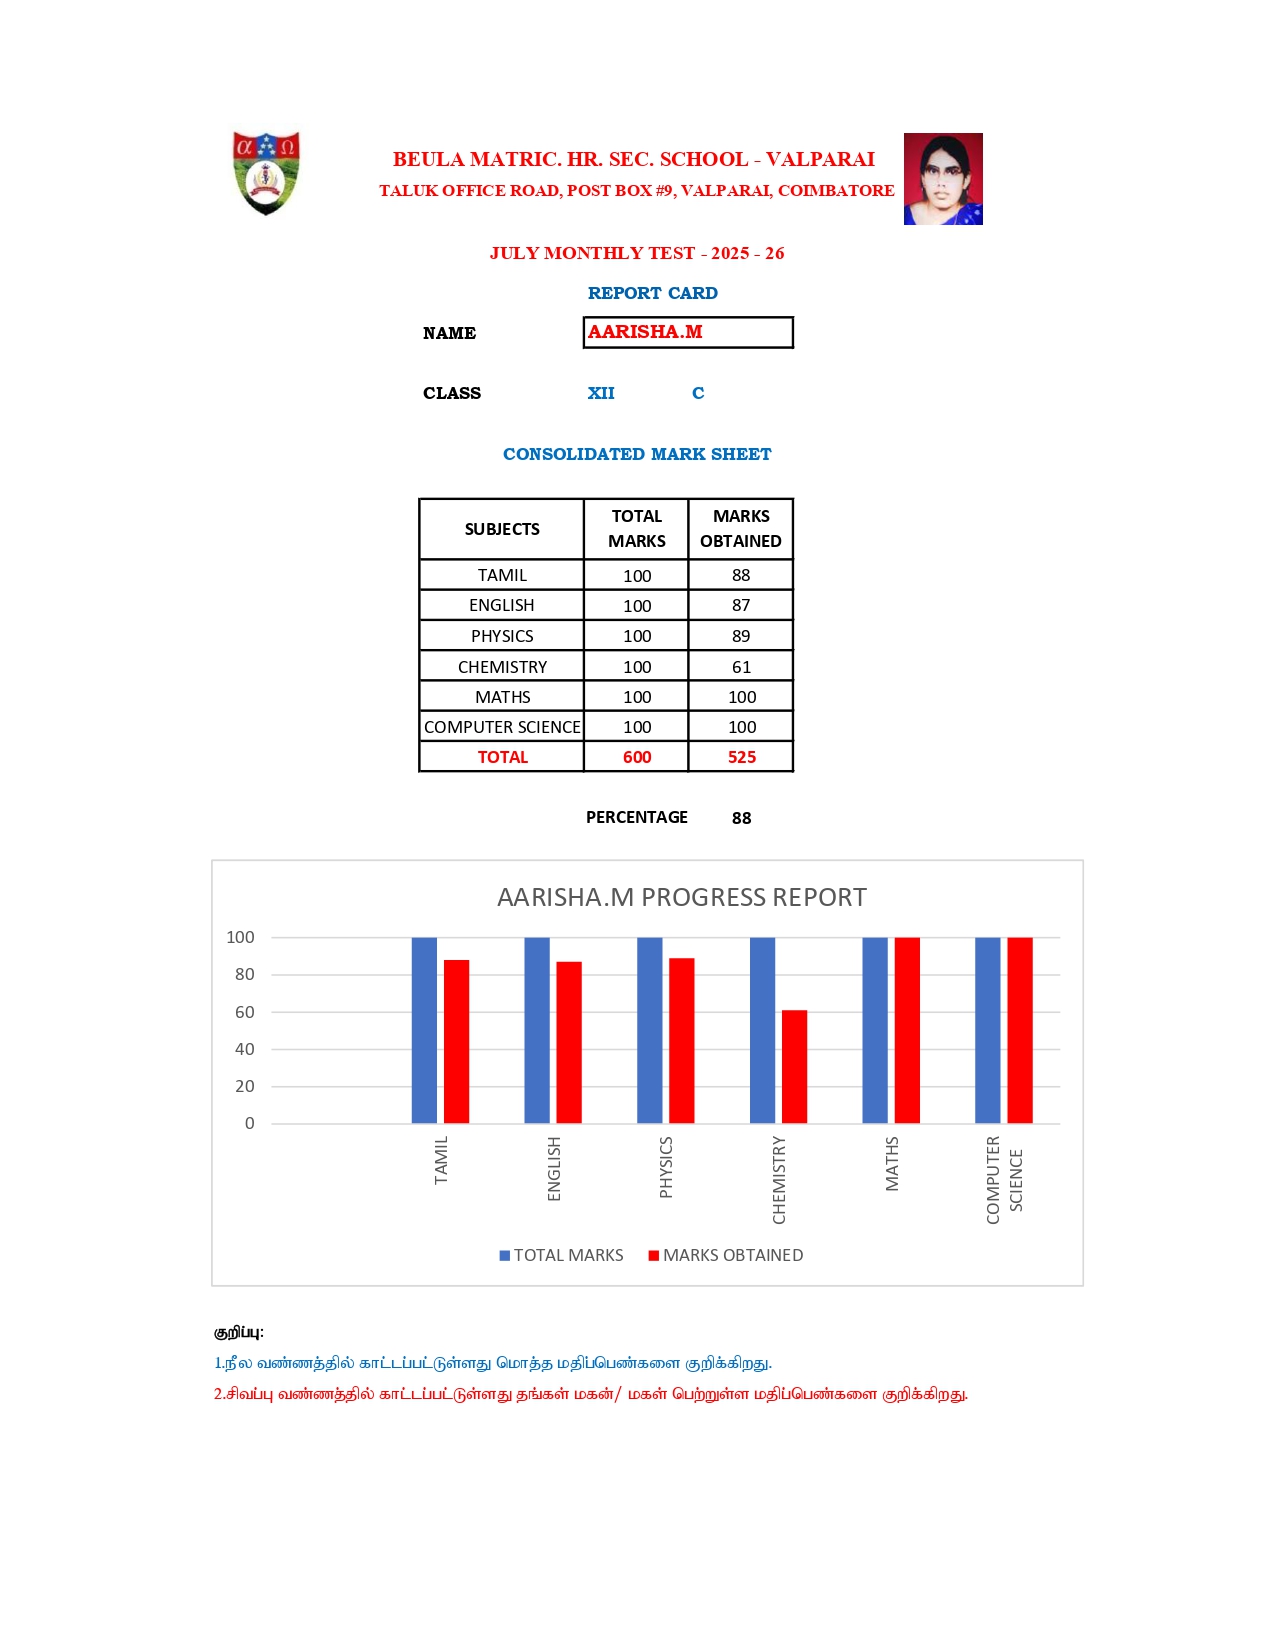 α Ω
BEULA MATRIC. HR. SEC. SCHOOL - VALPARAI
TALUK OFFICE ROAD, POST BOX #9, VALPARAI, COIMBATORE
JULY MONTHLY TEST - 2025 - 26
REPORT CARD
NAME AARISHA.M
CLASS XII C
CONSOLIDATED MARK SHEET
SUBJECTS TOTAL MARKS MARKS OBTAINED
TAMIL 100 88
ENGLISH 100 87
PHYSICS 100 89
CHEMISTRY 100 61
MATHS 100 100
COMPUTER SCIENCE 100 100
TOTAL 600 525
PERCENTAGE 88
AARISHA.M PROGRESS REPORT
100
80
60
40
20
0
TAMIL ENGLISH PHYSICS CHEMISTRY MATHS COMPUTER SCIENCE
TOTAL MARKS MARKS OBTAINED
குறிப்பு:
1.நீல வண்ணத்தில் காட்டப்பட்டுள்ளது மொத்த மதிப்பெண்களை குறிக்கிறது.
2.சிவப்பு வண்ணத்தில் காட்டப்பட்டுள்ளது தங்கள் மகன்/ மகள் பெற்றுள்ள மதிப்பெண்களை குறிக்கிறது.